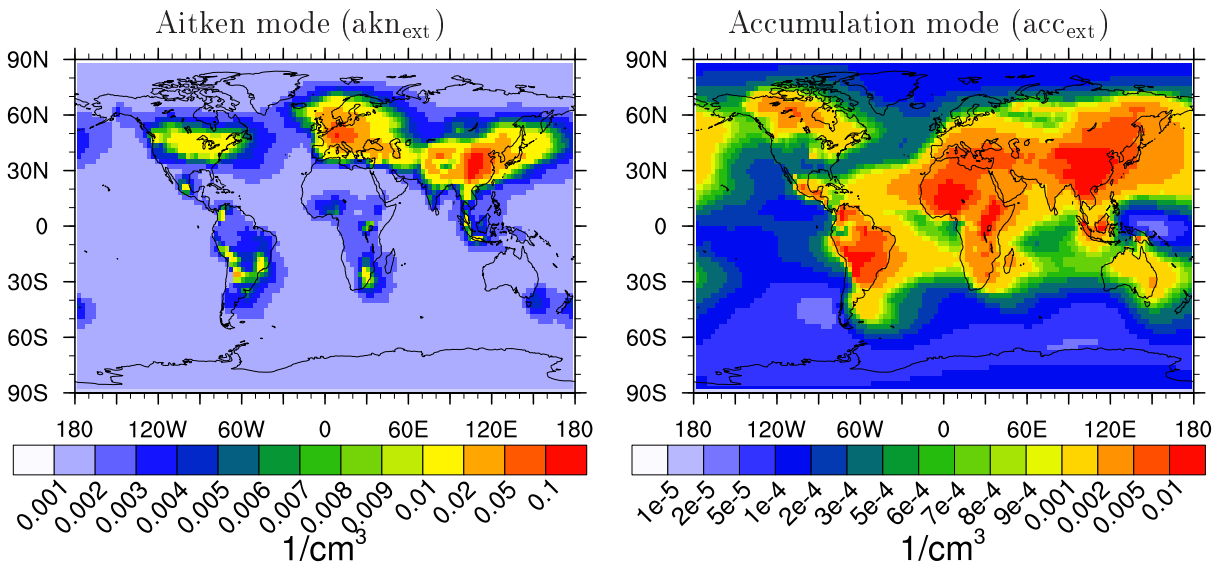 Aitken mode (akn_ext) Accumulation mode (acc_ext)
90N 90N
60N 60N
30N 30N
0 0
30S 30S
60S 60S
90S 90S
180 120W 60W 0 60E 120E 180 180 120W 60W 0 60E 120E 180
0.001 0.002 0.003 0.004 0.005 0.006 0.007 0.008 0.009 0.01 0.02 0.05 0.1 1e-5 2e-5 5e-5 1e-4 2e-4 3e-4 5e-4 6e-4 7e-4 8e-4 9e-4 0.001 0.002 0.005 0.01
1/cm³ 1/cm³